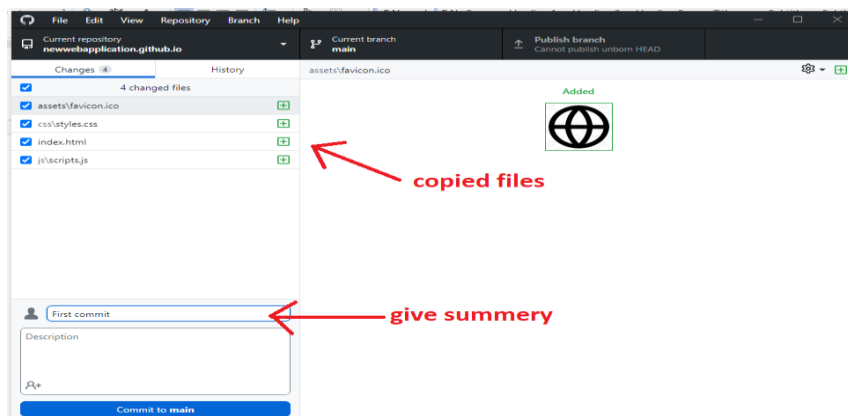 File Edit View Repository Branch Help
Current repository
newwebapplication.github.io
Current branch
main
Publish branch
Cannot publish unborn HEAD
Changes 4 History
assets\favicon.ico
4 changed files
assets\favicon.ico
css\styles.css
index.html
js\scripts.js
Added
copied files
First commit
give summery
Description
Commit to main